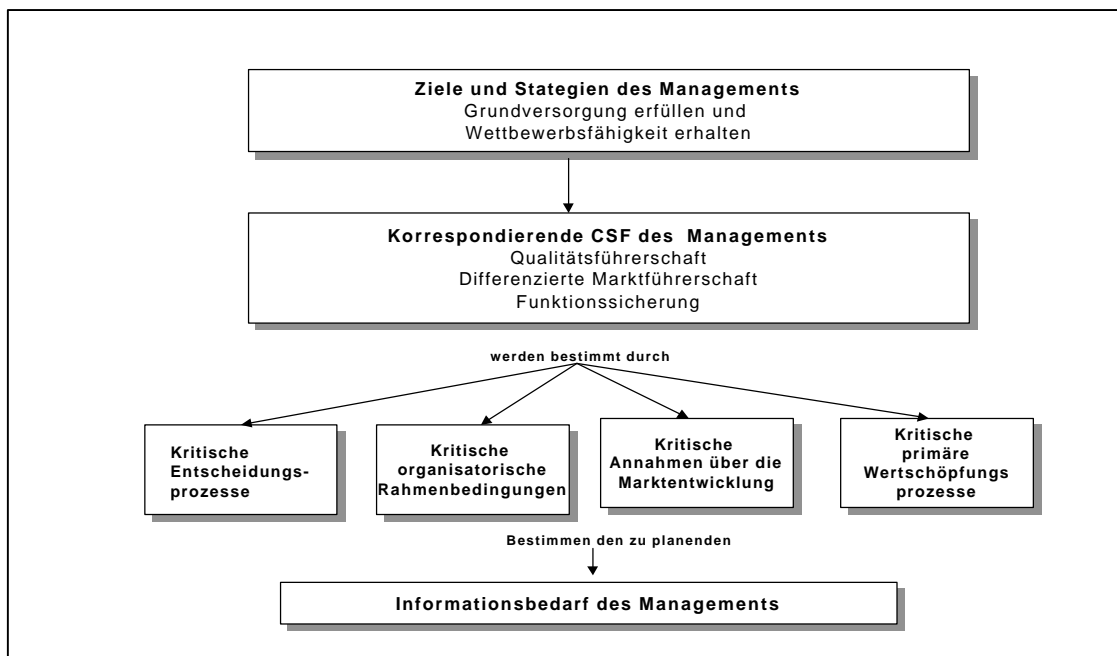 Ziele und Stategien des Managements
Grundversorgung erfüllen und
Wettbewerbsfähigkeit erhalten
Korrespondierende CSF des Managements
Qualitätsführerschaft
Differenzierte Marktführerschaft
Funktionssicherung
werden bestimmt durch
Kritische
Entscheidungs-
prozesse
Kritische
organisatorische
Rahmenbedingungen
Kritische
Annahmen über die
Marktentwicklung
Kritische
primäre
Wertschöpfungs
prozesse
Bestimmen den zu planenden
Informationsbedarf des Managements